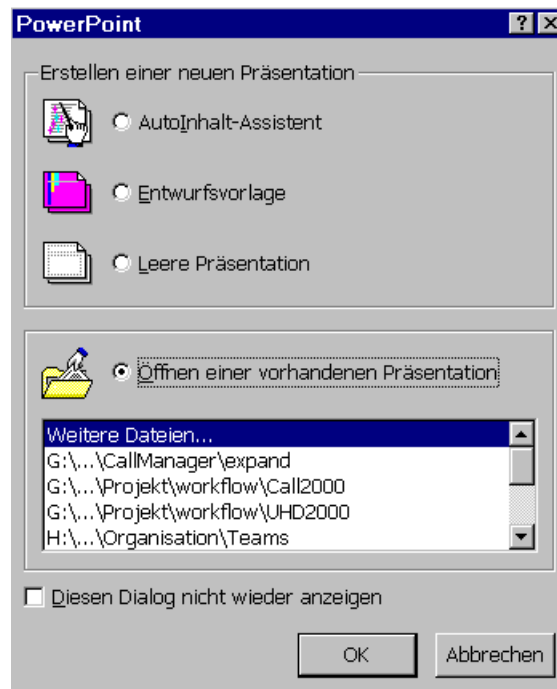 PowerPoint
Erstellen einer neuen Präsentation
AutoInhalt-Assistent
Entwurfsvorlage
Leere Präsentation
Öffnen einer vorhandenen Präsentation
Weitere Dateien...
G:\...\CallManager\expand
G:\...\Projekt\workflow\Call2000
G:\...\Projekt\workflow\UHD2000
H:\...\Organisation\Teams
Diesen Dialog nicht wieder anzeigen
OK Abbrechen